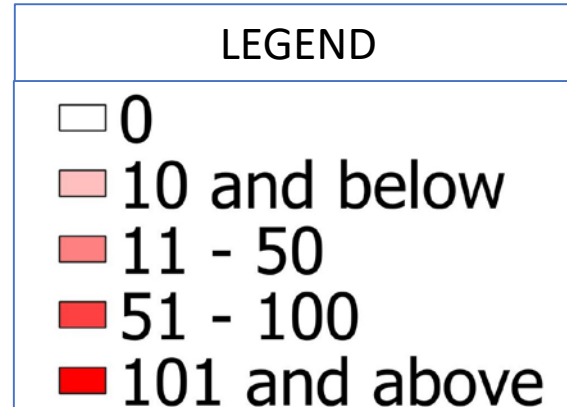 LEGEND
0
10 and below
11 - 50
51 - 100
101 and above